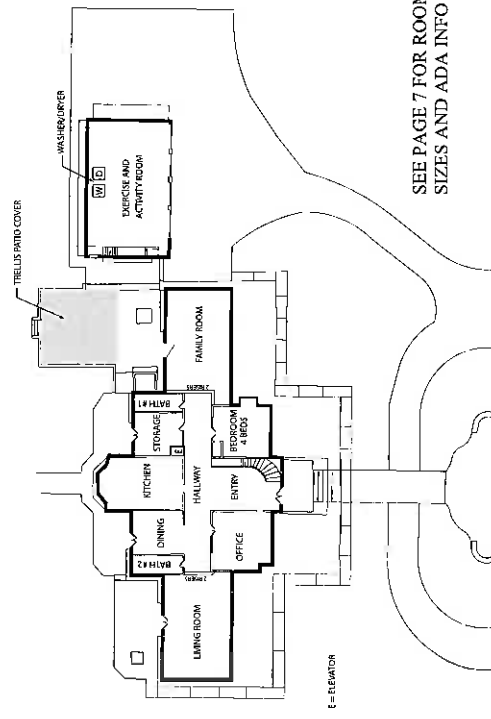 TRELLIS PATIO COVER
WASHER/DRYER
W D
EXERCISE AND
ACTIVITY ROOM
FAMILY ROOM
2 RISERS
BATH #1
STORAGE
E
BEDROOM
4 BEDS
KITCHEN
HALLWAY
ENTRY
DINING
BATH #2
OFFICE
2 RISERS
LIVING ROOM
E = ELEVATOR
SEE PAGE 7 FOR ROOM
SIZES AND ADA INFO